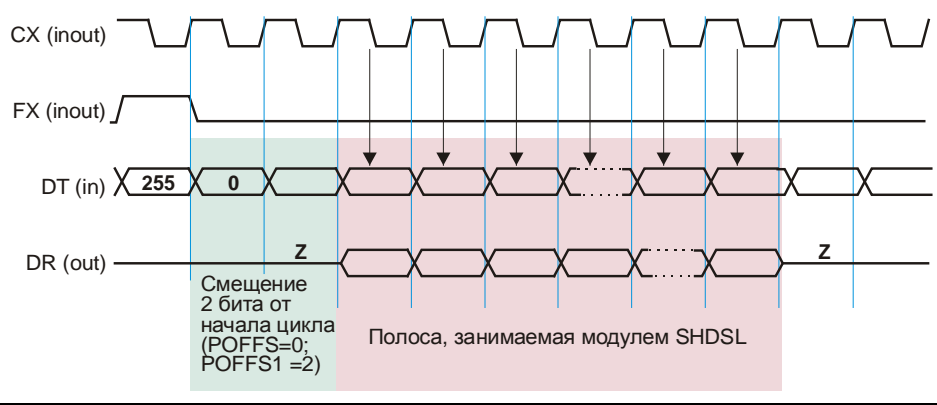 CX (inout)
FX (inout)
DT (in)
255
0
DR (out)
Z
Z
Смещение
2 бита от
начала цикла
(POFFS=0;
POFFS1 =2)
Полоса, занимаемая модулем SHDSL